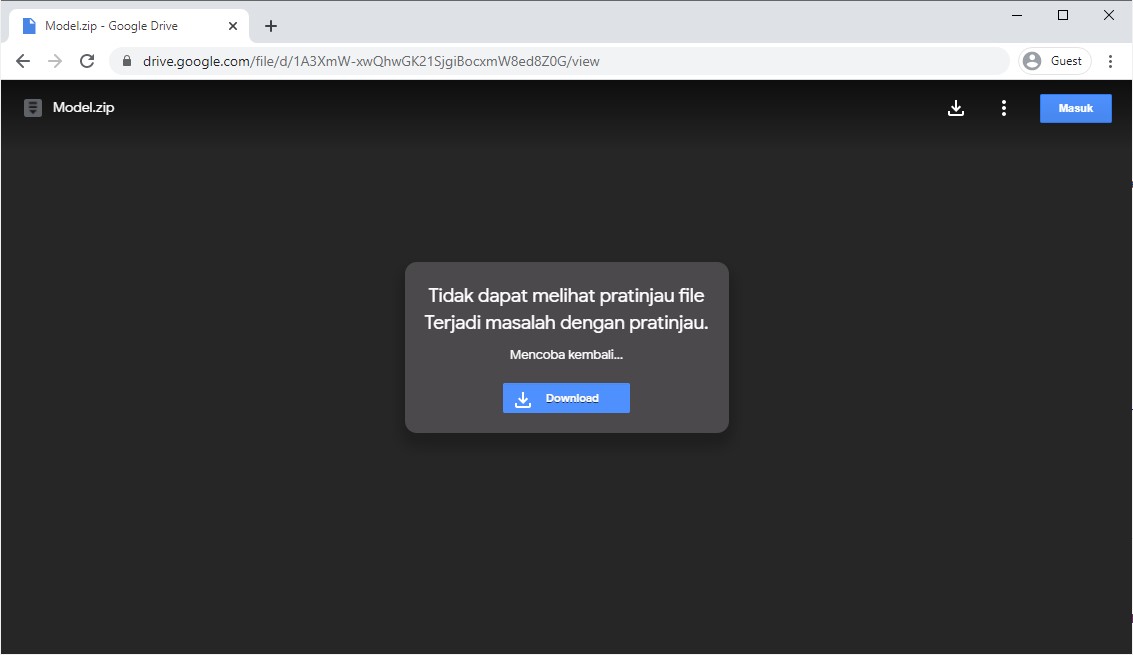 Model.zip - Google Drive
drive.google.com/file/d/1A3XmW-xwQhwGK21SjgiBocxmW8ed8Z0G/view
Guest
Model.zip
Masuk
Tidak dapat melihat pratinjau file
Terjadi masalah dengan pratinjau.
Mencoba kembali...
Download